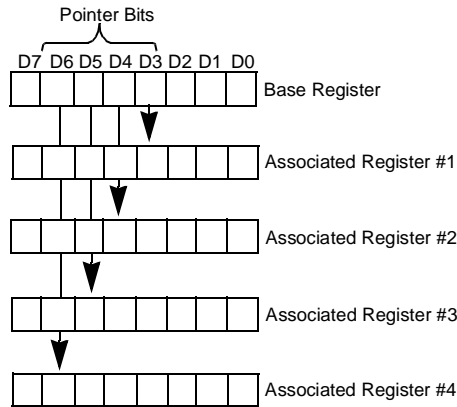 Pointer Bits
D7 D6 D5 D4 D3 D2 D1 D0
Base Register
Associated Register #1
Associated Register #2
Associated Register #3
Associated Register #4